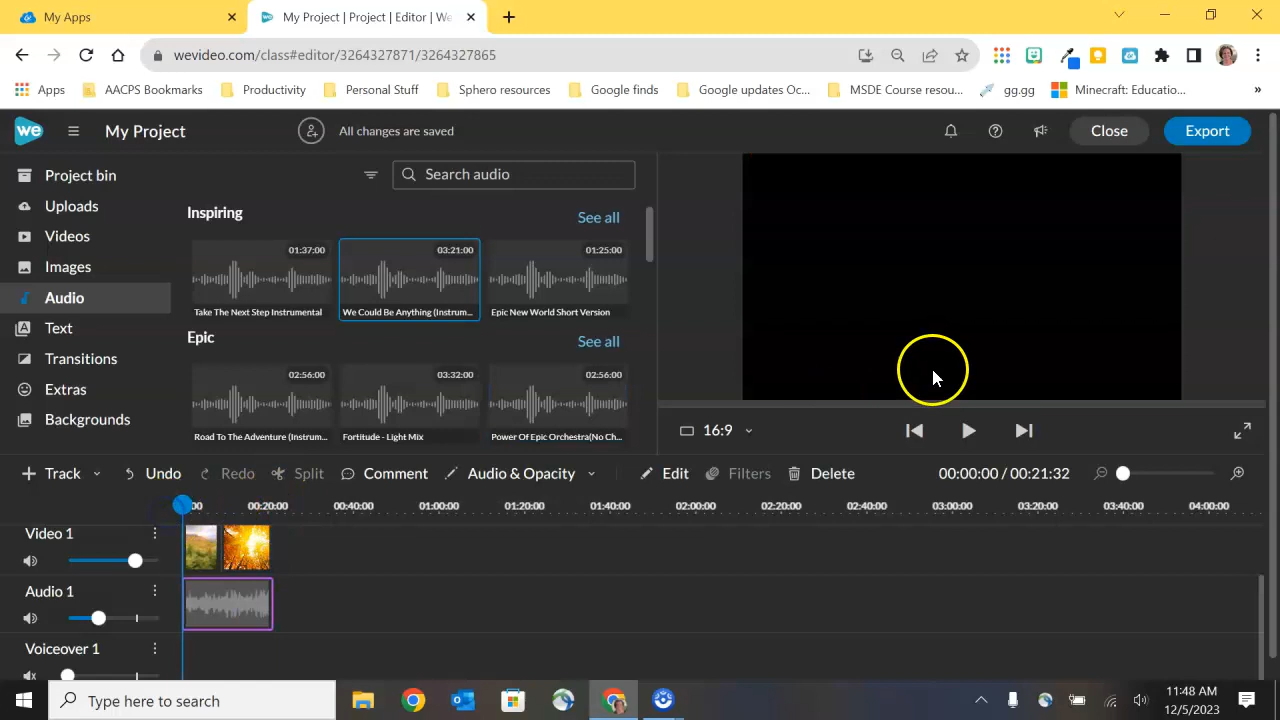 My Apps
My Project | Project | Editor | We
wevideo.com/class#editor/3264327871/3264327865
Apps
AACPS Bookmarks
Productivity
Personal Stuff
Sphero resources
Google finds
Google updates Oc...
MSDE Course resou...
gg.gg
Minecraft: Educatio...
»
we
My Project
All changes are saved
Close
Export
Project bin
Uploads
Videos
Images
Audio
Text
Transitions
Extras
Backgrounds
Search audio
Inspiring
See all
01:37:00
03:21:00
01:25:00
Take The Next Step Instrumental
We Could Be Anything (Instrum...
Epic New World Short Version
Epic
See all
02:56:00
03:32:00
02:56:00
Road To The Adventure (Instrum...
Fortitude - Light Mix
Power Of Epic Orchestra(No Ch...
16:9
Track
Undo
Redo
Split
Comment
Audio & Opacity
Edit
Filters
Delete
00:00:00 / 00:21:32
:00 00:20:00 00:40:00 01:00:00 01:20:00 01:40:00 02:00:00 02:20:00 02:40:00 03:00:00 03:20:00 03:40:00 04:00:00
Video 1
Audio 1
Voiceover 1
Type here to search
11:48 AM
12/5/2023